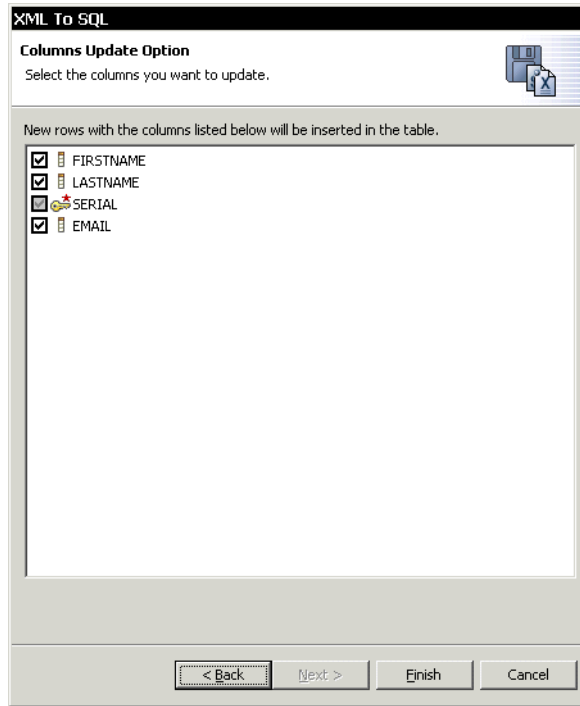 XML To SQL
Columns Update Option
Select the columns you want to update.
New rows with the columns listed below will be inserted in the table.
FIRSTNAME
LASTNAME
SERIAL
EMAIL
< Back Next > Finish Cancel